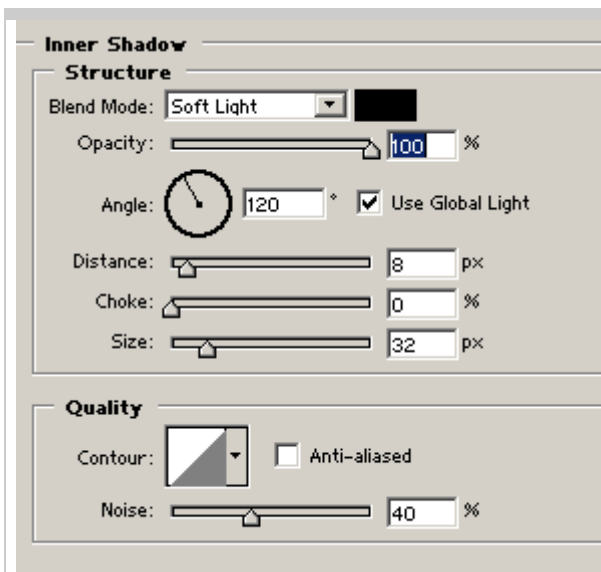 Inner Shadow
Structure
Blend Mode: Soft Light
Opacity: 100 %
Angle: 120 ° Use Global Light
Distance: 8 px
Choke: 0 %
Size: 32 px
Quality
Contour: Anti-aliased
Noise: 40 %